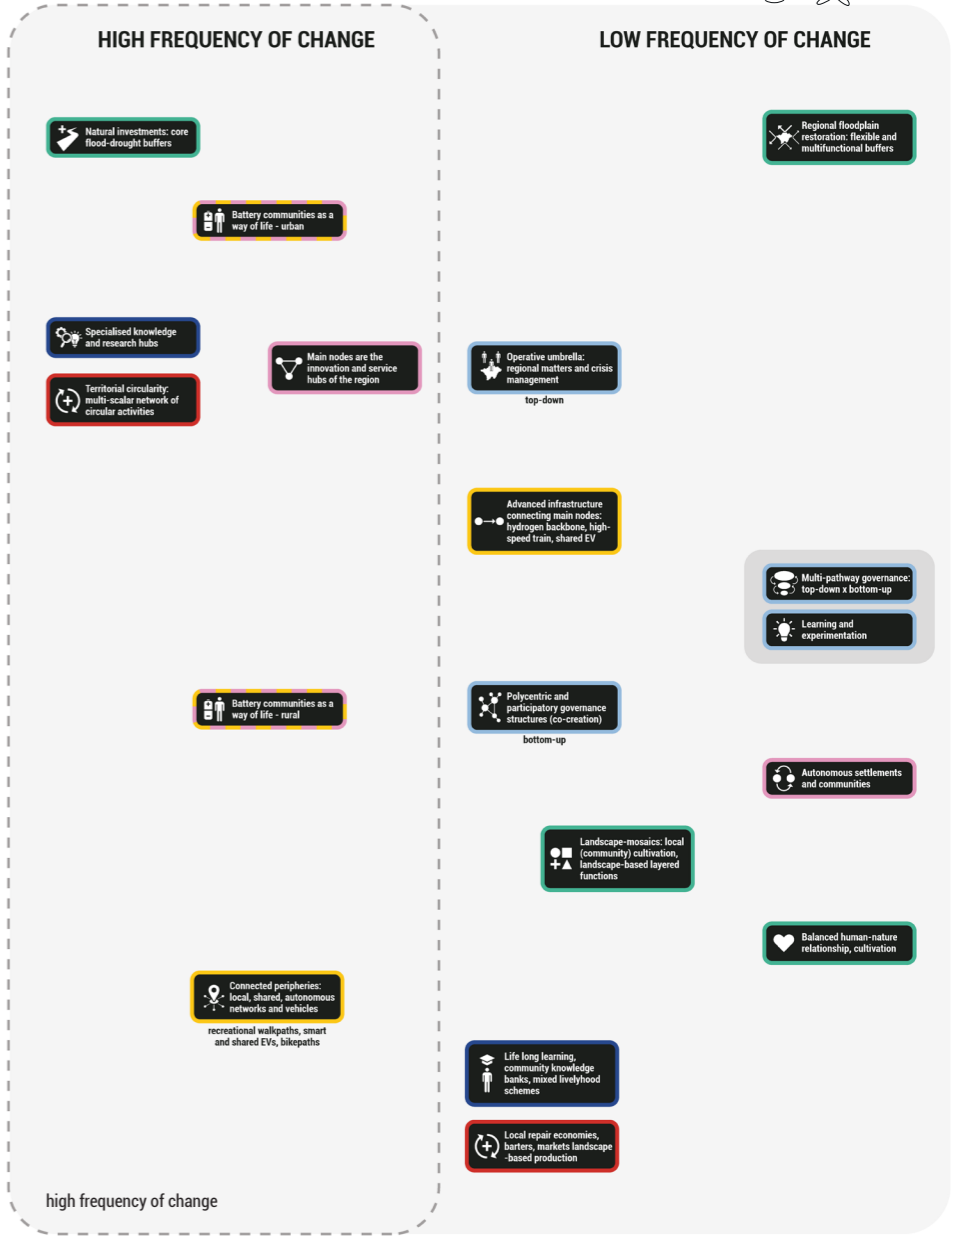 HIGH FREQUENCY OF CHANGE
LOW FREQUENCY OF CHANGE
Natural investments: core
flood-drought buffers
Regional floodplain
restoration: flexible and
multifunctional buffers
Battery communities as a
way of life - urban
Specialised knowledge
and research hubs
Main nodes are the
innovation and service
hubs of the region
Operative umbrella:
regional matters and crisis
management
top-down
Territorial circularity:
multi-scalar network of
circular activities
Advanced infrastructure
connecting main nodes:
hydrogen backbone, high-
speed train, shared EV
Multi-pathway governance:
top-down x bottom-up
Learning and
experimentation
Battery communities as a
way of life - rural
Polycentric and
participatory governance
structures (co-creation)
bottom-up
Autonomous settlements
and communities
Landscape-mosaics: local
(community) cultivation,
landscape-based layered
functions
Balanced human-nature
relationship, cultivation
Connected peripheries:
local, shared, autonomous
networks and vehicles
recreational walkpaths, smart
and shared EVs, bikepaths
Life long learning,
community knowledge
banks, mixed livelyhood
schemes
Local repair economies,
barters, markets landscape
-based production
high frequency of change